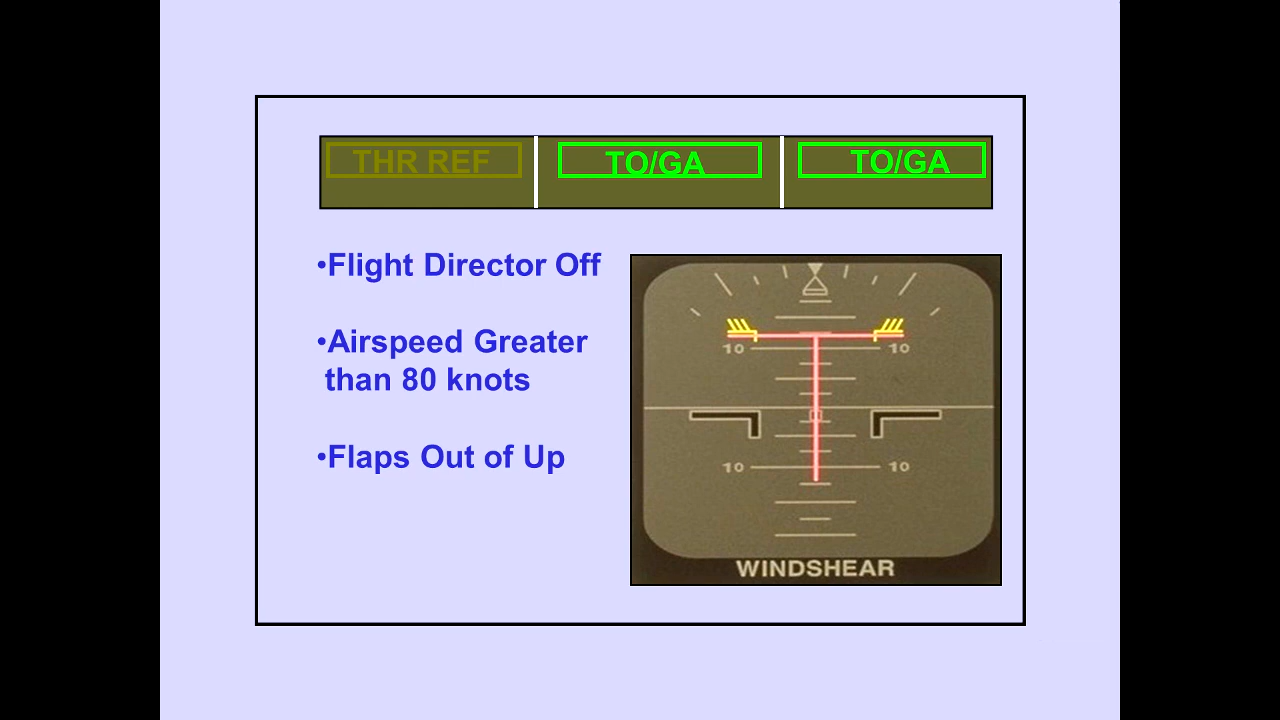 THR REF TO/GA TO/GA
•Flight Director Off
•Airspeed Greater
than 80 knots
•Flaps Out of Up
10 10
10 10
WINDSHEAR